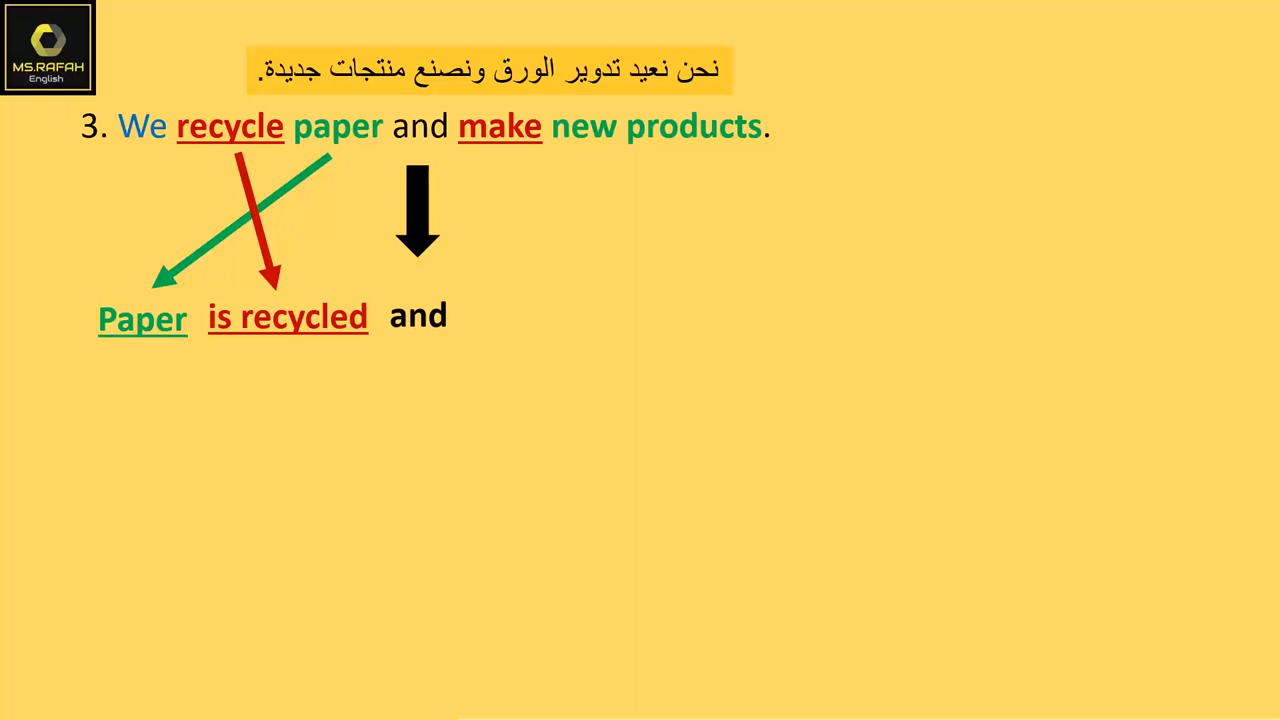 MS.RAFAH
English
نحن نعيد تدوير الورق ونصنع منتجات جديدة.
3. We recycle paper and make new products.
Paper is recycled and